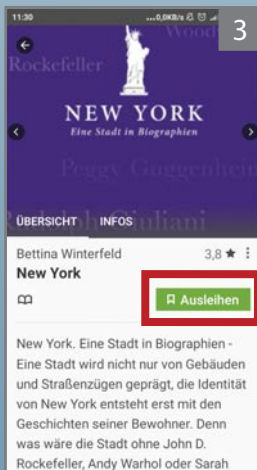 11:30
...0,0KB/s
3
Woods
Rockefeller
NEW YORK
Eine Stadt in Biographien
Peggy Guggenheim
Rudolph Giuliani
ÜBERSICHT INFOS
Bettina Winterfeld 3,8 ★
New York
Ausleihen
New York. Eine Stadt in Biographien -
Eine Stadt wird nicht nur von Gebäuden
und Straßenzügen geprägt, die Identität
von New York entsteht erst mit den
Geschichten seiner Bewohner. Denn
was wäre die Stadt ohne John D.
Rockefeller, Andy Warhol oder Sarah